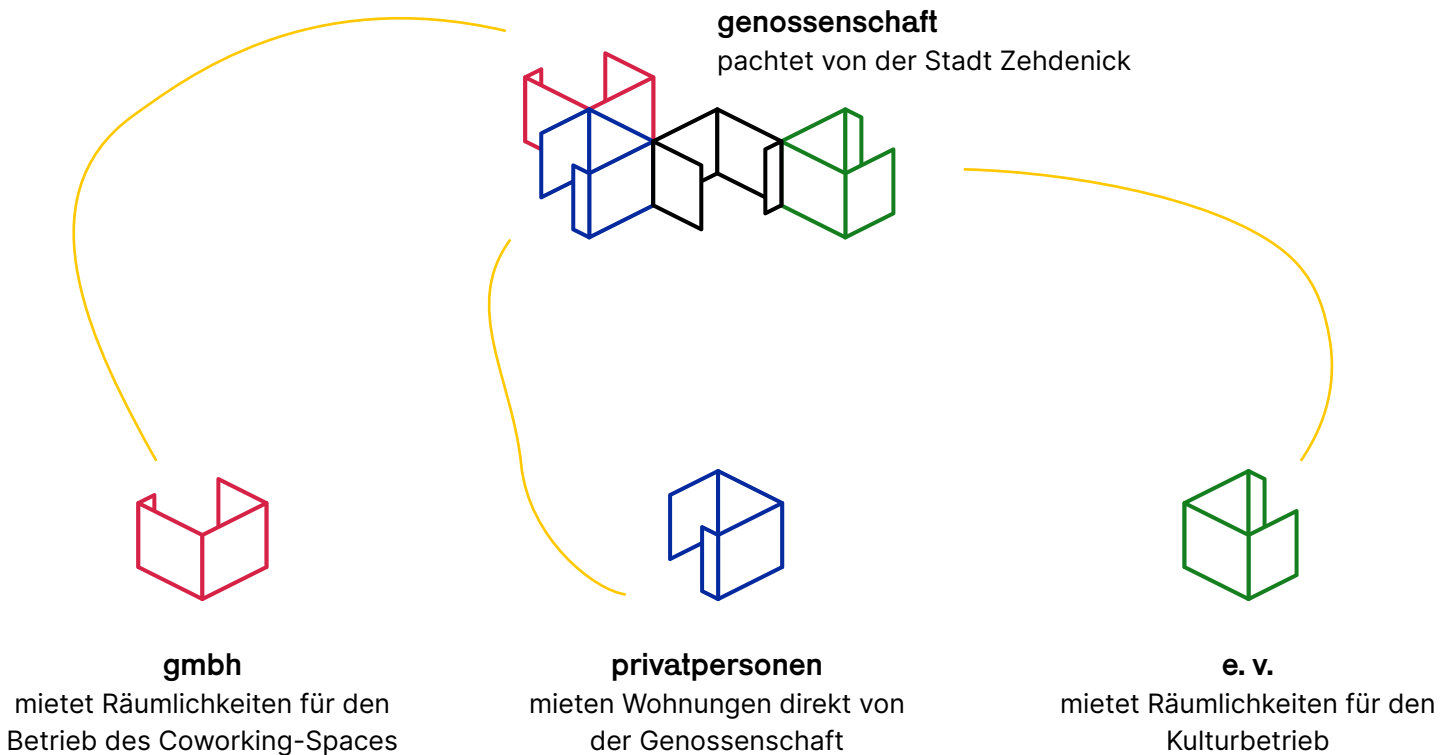 genossenschaft
pachtet von der Stadt Zehdenick
gmbh
mietet Räumlichkeiten für den
Betrieb des Coworking-Spaces
privatpersonen
mieten Wohnungen direkt von
der Genossenschaft
e. v.
mietet Räumlichkeiten für den
Kulturbetrieb